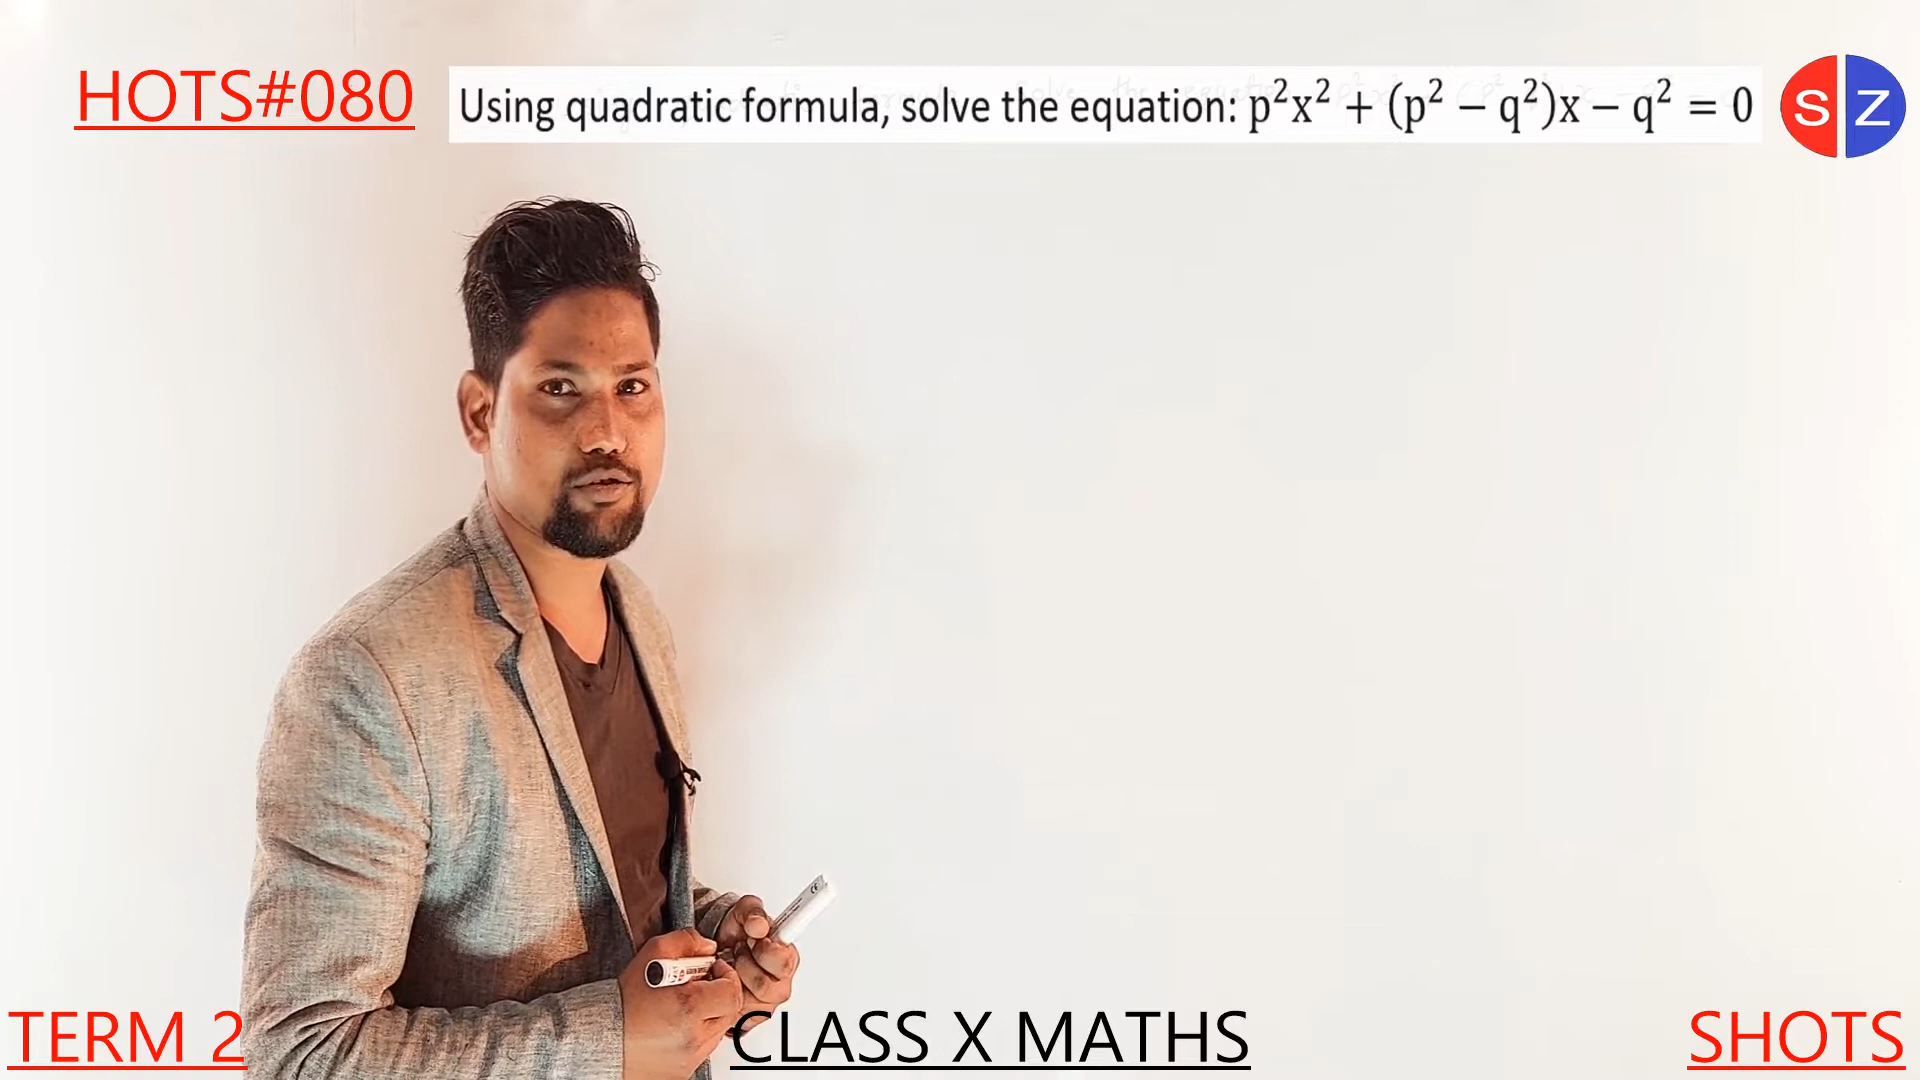 HOTS#080
Using quadratic formula, solve the equation: p²x² + (p² − q²)x − q² = 0
S Z
TERM 2
CLASS X MATHS
SHOTS